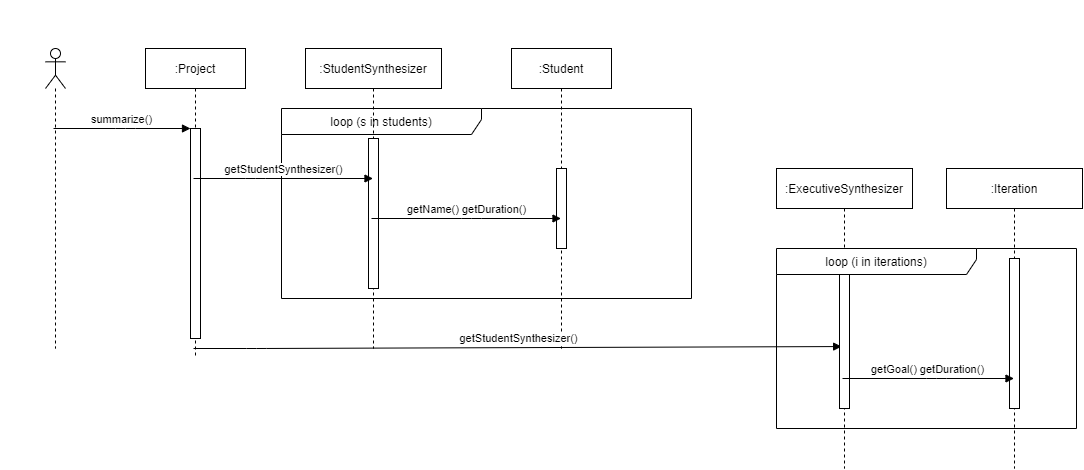 :Project
:StudentSynthesizer
:Student
summarize()
loop (s in students)
getStudentSynthesizer()
:ExecutiveSynthesizer
:Iteration
getName() getDuration()
loop (i in iterations)
getStudentSynthesizer()
getGoal() getDuration()